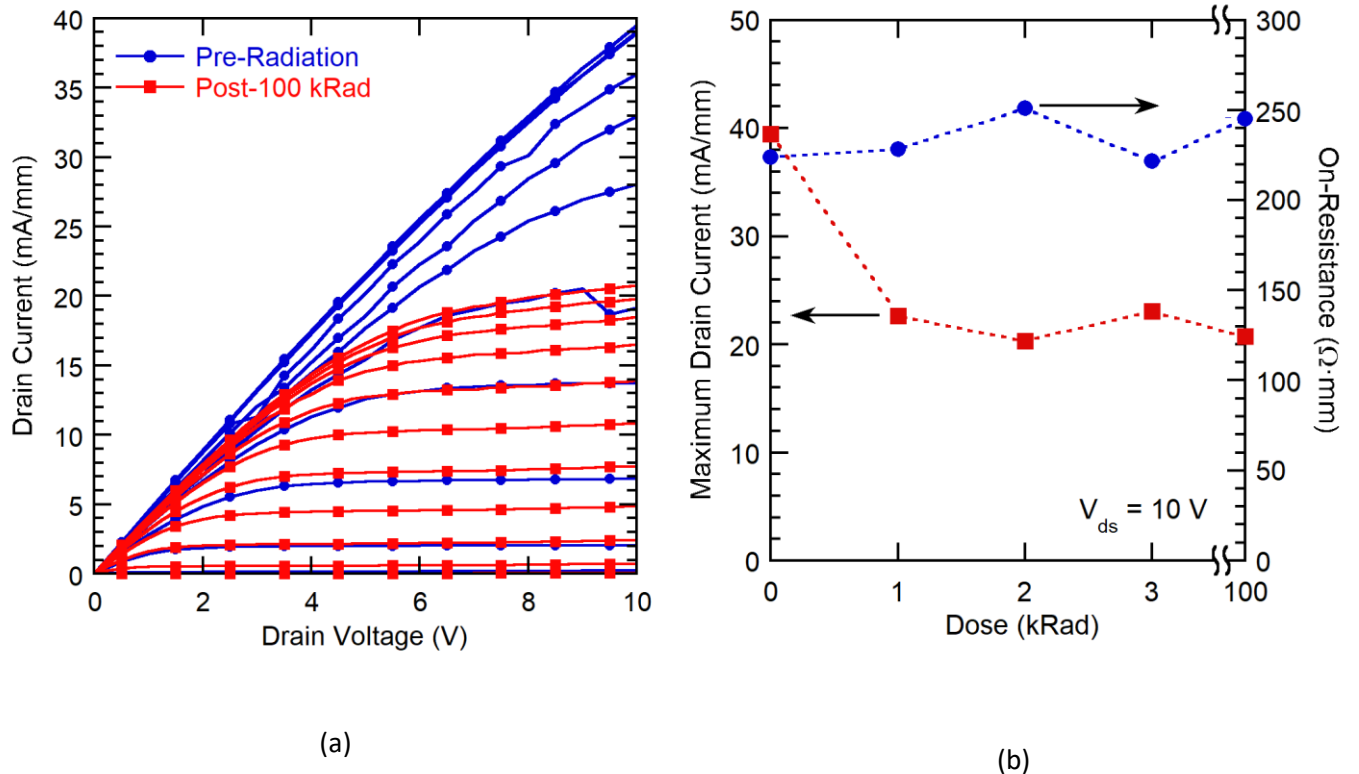 Drain Current (mA/mm)
40
35
30
25
20
15
10
5
0
Pre-Radiation
Post-100 kRad
0 2 4 6 8 10
Drain Voltage (V)
(a)
Maximum Drain Current (mA/mm)
50
40
30
20
10
0
300
250
200
150
100
50
0
On-Resistance (Ω·mm)
V_ds = 10 V
0 1 2 3 100
Dose (kRad)
(b)